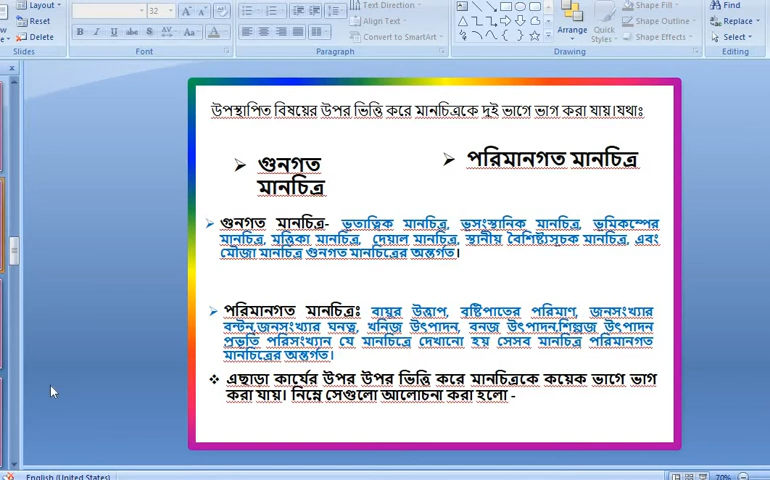 Layout
Delete
Slides
32
Font
Text Direction
Align Text
Convert to SmartArt
Paragraph
Arrange
Quick
Styles
Shape Fill
Shape Outline
Shape Effects
Drawing
Find
Replace
Select
Editing
উপস্থাপিত বিষয়ের উপর ভিত্তি করে মানচিত্রকে দুই ভাগে ভাগ করা যায়।যথাঃ
গুনগত
মানচিত্র
পরিমানগত মানচিত্র
গুনগত মানচিত্র- ভূতাত্বিক মানচিত্র, ভূসংস্থানিক মানচিত্র, ভূমিকম্পের
মানচিত্র, মৃত্তিকা মানচিত্র, দেয়াল মানচিত্র, স্থানীয় বৈশিষ্ট্যসূচক মানচিত্র, এবং
মৌজা মানচিত্র গুনগত মানচিত্রের অন্তর্গত।
পরিমানগত মানচিত্রঃ বায়ুর উত্তাপ, বৃষ্টিপাতের পরিমাণ, জনসংখ্যার
বন্টন,জনসংখ্যার ঘনত্ব, খনিজ উৎপাদন, বনজ উৎপাদন,শিল্পজ উৎপাদন
প্রভৃতি পরিসংখ্যান যে মানচিত্রে দেখানো হয় সেসব মানচিত্র পরিমানগত
মানচিত্রের অন্তর্গত।
এছাড়া কার্যের উপর উপর ভিত্তি করে মানচিত্রকে কয়েক ভাগে ভাগ
করা যায়। নিম্নে সেগুলো আলোচনা করা হলো -
English (United States)
70%